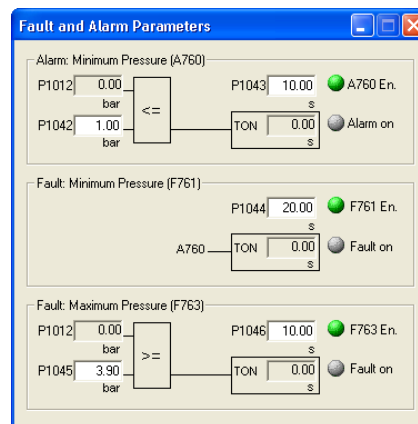 Fault and Alarm Parameters
Alarm: Minimum Pressure (A760)
P1012 0.00 bar
P1043 10.00 s
A760 En.
P1042 1.00 bar
<=
TON 0.00 s
Alarm on
Fault: Minimum Pressure (F761)
P1044 20.00 s
F761 En.
A760
TON 0.00 s
Fault on
Fault: Maximum Pressure (F763)
P1012 0.00 bar
P1046 10.00 s
F763 En.
>=
P1045 3.90 bar
TON 0.00 s
Fault on